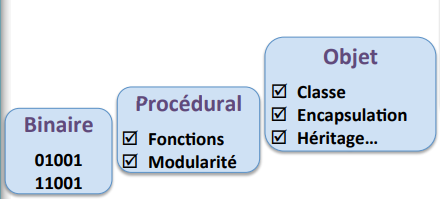 Binaire
01001
11001
Procédural
☑ Fonctions
☑ Modularité
Objet
☑ Classe
☑ Encapsulation
☑ Héritage...